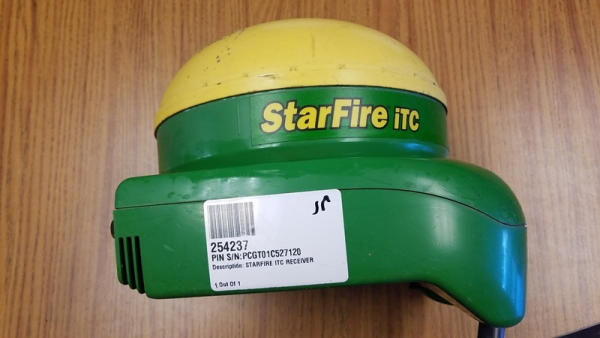 StarFire iTC
254237
PIN S/N:PCGT01C527120
Description: STARFIRE ITC RECEIVER
1 Out Of 1